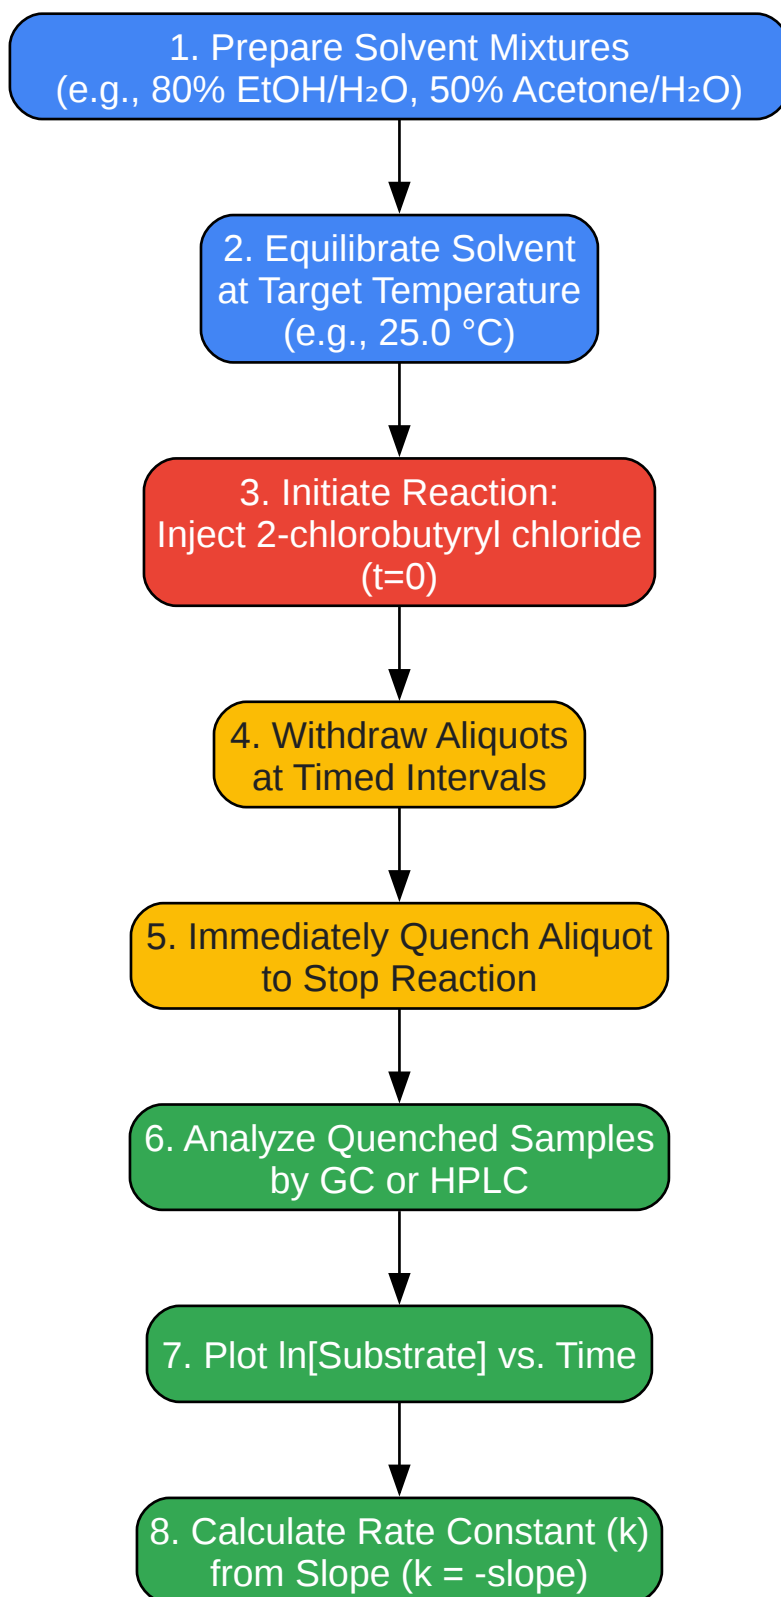 1. Prepare Solvent Mixtures
(e.g., 80% EtOH/H₂O, 50% Acetone/H₂O)
2. Equilibrate Solvent
at Target Temperature
(e.g., 25.0 °C)
3. Initiate Reaction:
Inject 2-chlorobutyryl chloride
(t=0)
4. Withdraw Aliquots
at Timed Intervals
5. Immediately Quench Aliquot
to Stop Reaction
6. Analyze Quenched Samples
by GC or HPLC
7. Plot ln[Substrate] vs. Time
8. Calculate Rate Constant (k)
from Slope (k = -slope)